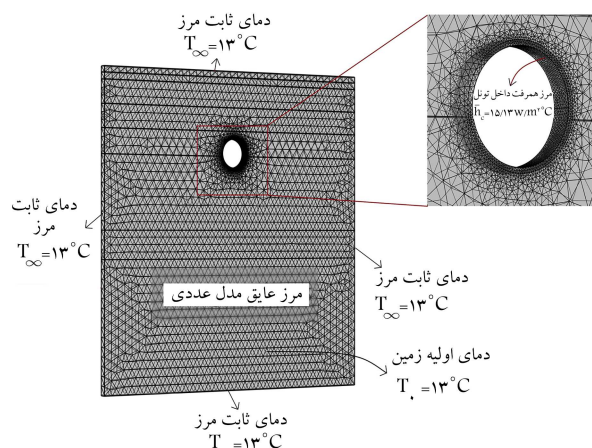 دمای ثابت مرز
T∞=۱۳°C
مرز همرفت داخل تونل
h̄c=۱۵/۱۳w/m²°C
دمای ثابت
مرز
T∞=۱۳°C
دمای ثابت مرز
T∞=۱۳°C
مرز عایق مدل عددی
دمای اولیه زمین
T۰=۱۳°C
دمای ثابت مرز
T =۱۳°C